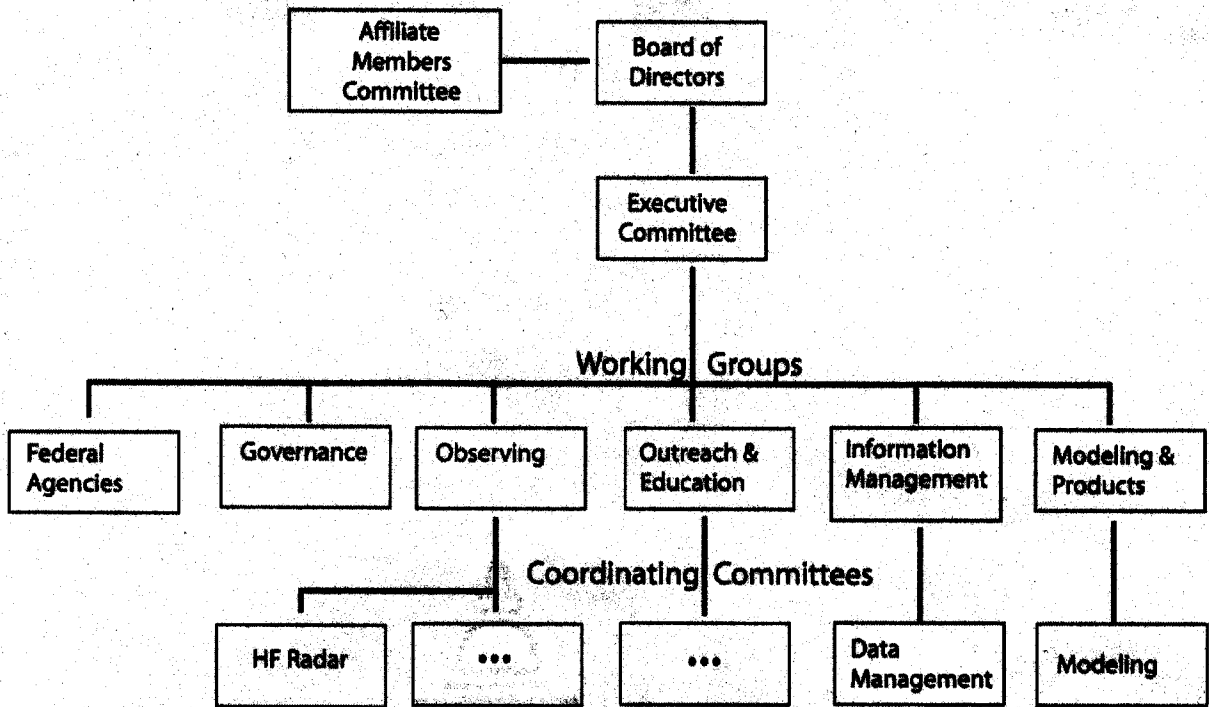 Affiliate
Members
Committee
Board of
Directors
Executive
Committee
Working Groups
Federal
Agencies
Governance
Observing
Outreach &
Education
Information
Management
Modeling &
Products
Coordinating Committees
HF Radar
•••
•••
Data
Management
Modeling